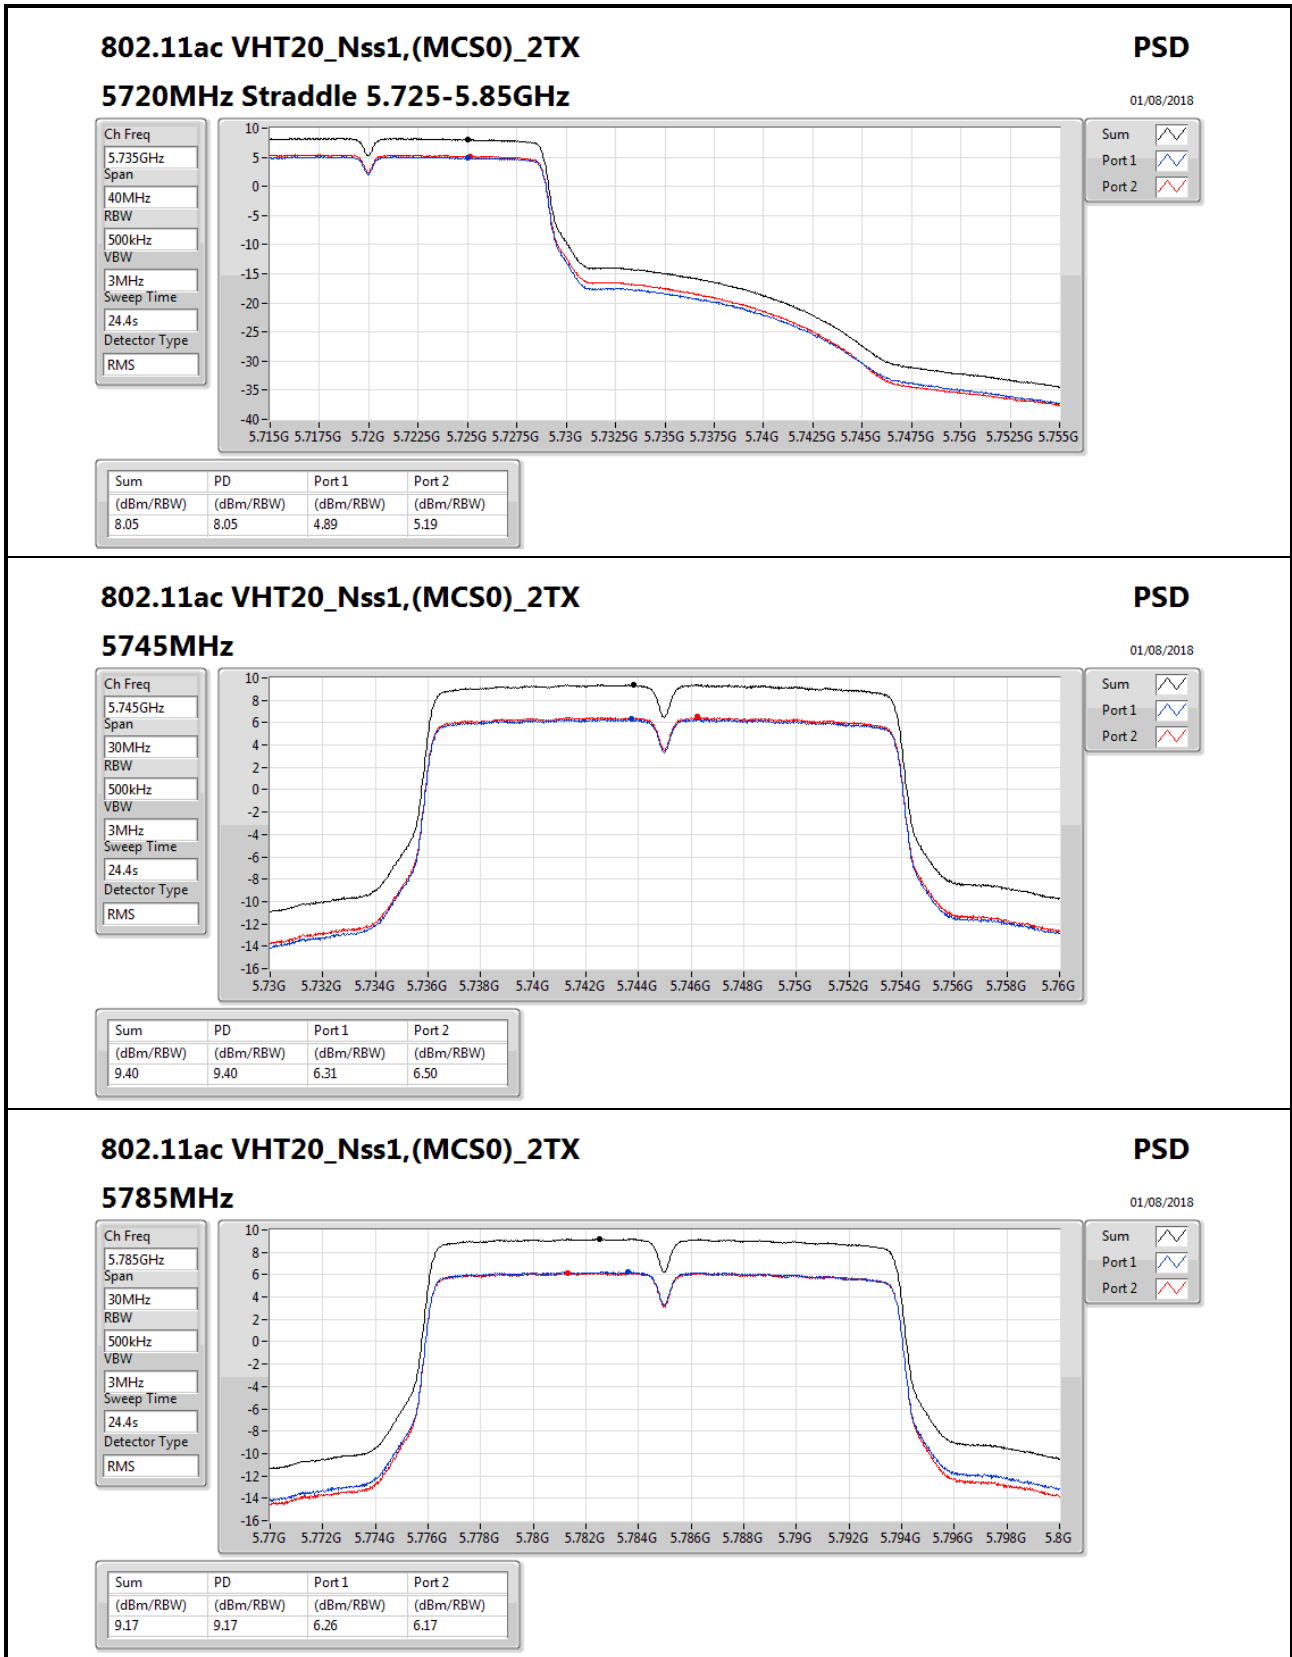 802.11ac VHT20_Nss1,(MCS0)_2TX PSD
5720MHz Straddle 5.725-5.85GHz 01/08/2018
Ch Freq
5.735GHz
Span
40MHz
RBW
500kHz
VBW
3MHz
Sweep Time
24.4s
Detector Type
RMS
10
5
0
-5
-10
-15
-20
-25
-30
-35
-40
5.715G 5.7175G 5.72G 5.7225G 5.725G 5.7275G 5.73G 5.7325G 5.735G 5.7375G 5.74G 5.7425G 5.745G 5.7475G 5.75G 5.7525G 5.755G
Sum
Port 1
Port 2
Sum PD Port 1 Port 2
(dBm/RBW) (dBm/RBW) (dBm/RBW) (dBm/RBW)
8.05 8.05 4.89 5.19
802.11ac VHT20_Nss1,(MCS0)_2TX PSD
5745MHz 01/08/2018
Ch Freq
5.745GHz
Span
30MHz
RBW
500kHz
VBW
3MHz
Sweep Time
24.4s
Detector Type
RMS
10
8
6
4
2
0
-2
-4
-6
-8
-10
-12
-14
-16
5.73G 5.732G 5.734G 5.736G 5.738G 5.74G 5.742G 5.744G 5.746G 5.748G 5.75G 5.752G 5.754G 5.756G 5.758G 5.76G
Sum
Port 1
Port 2
Sum PD Port 1 Port 2
(dBm/RBW) (dBm/RBW) (dBm/RBW) (dBm/RBW)
9.40 9.40 6.31 6.50
802.11ac VHT20_Nss1,(MCS0)_2TX PSD
5785MHz 01/08/2018
Ch Freq
5.785GHz
Span
30MHz
RBW
500kHz
VBW
3MHz
Sweep Time
24.4s
Detector Type
RMS
10
8
6
4
2
0
-2
-4
-6
-8
-10
-12
-14
-16
5.77G 5.772G 5.774G 5.776G 5.778G 5.78G 5.782G 5.784G 5.786G 5.788G 5.79G 5.792G 5.794G 5.796G 5.798G 5.8G
Sum
Port 1
Port 2
Sum PD Port 1 Port 2
(dBm/RBW) (dBm/RBW) (dBm/RBW) (dBm/RBW)
9.17 9.17 6.26 6.17